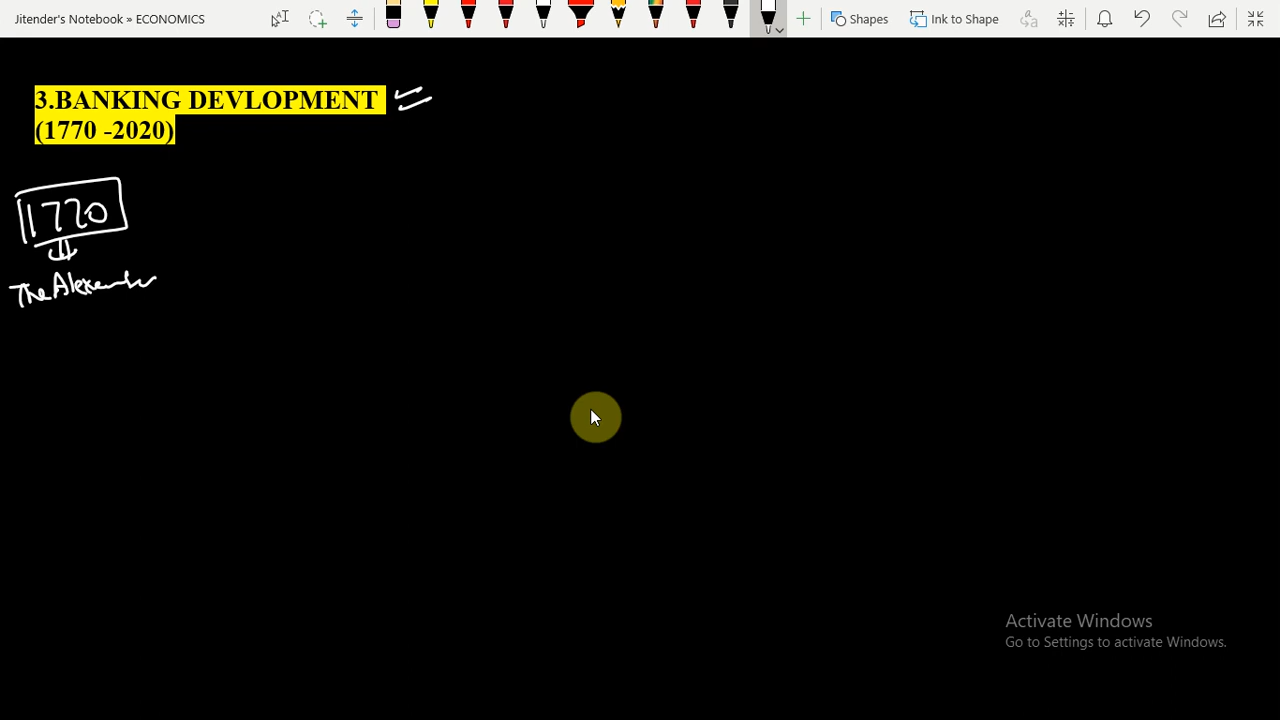 Jitender's Notebook » ECONOMICS
Shapes
Ink to Shape
3.BANKING DEVLOPMENT
(1770 -2020)
1770
The Alexander
Activate Windows
Go to Settings to activate Windows.